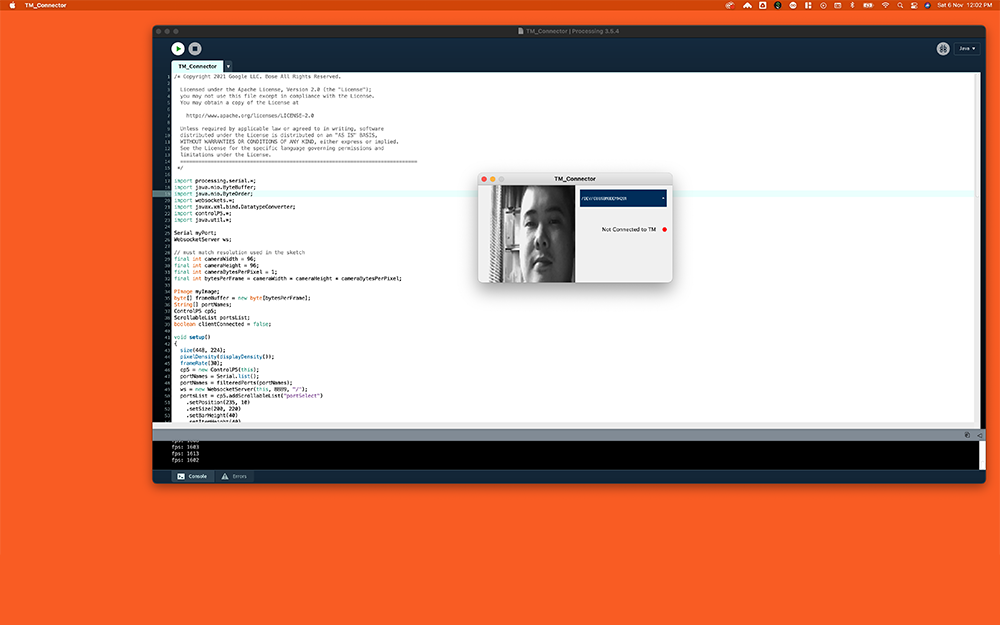 TM_Connector
Sat 6 Nov 12:02 PM
TM_Connector | Processing 3.5.4
Java
TM_Connector
/* Copyright 2021 Google LLC. Bose All Rights Reserved.
Licensed under the Apache License, Version 2.0 (the "License");
you may not use this file except in compliance with the License.
You may obtain a copy of the License at
http://www.apache.org/licenses/LICENSE-2.0
Unless required by applicable law or agreed to in writing, software
distributed under the License is distributed on an "AS IS" BASIS,
WITHOUT WARRANTIES OR CONDITIONS OF ANY KIND, either express or implied.
See the License for the specific language governing permissions and
limitations under the License.
*/
import processing.serial.*;
import java.nio.ByteBuffer;
import java.nio.ByteOrder;
import websockets.*;
import javax.xml.bind.DatatypeConverter;
import controlP5.*;
import java.util.*;
Serial myPort;
WebsocketServer ws;
// must match resolution used in the sketch
final int cameraWidth = 96;
final int cameraHeight = 96;
final int cameraBytesPerPixel = 1;
final int bytesPerFrame = cameraWidth * cameraHeight * cameraBytesPerPixel;
PImage myImage;
byte[] frameBuffer = new byte[bytesPerFrame];
String[] portNames;
ControlP5 cp5;
ScrollableList portsList;
boolean clientConnected = false;
void setup()
{
size(448, 224);
pixelDensity(displayDensity());
frameRate(30);
cp5 = new ControlP5(this);
portNames = Serial.list();
portNames = filteredPorts(portNames);
ws = new WebsocketServer(this, 8889, "/");
portsList = cp5.addScrollableList("portSelect")
.setPosition(235, 10)
.setSize(200, 220)
.setBarHeight(40)
.setItemHeight(40)
TM_Connector
Not Connected to TM
fps: 1603
fps: 1613
fps: 1602
Console
Errors